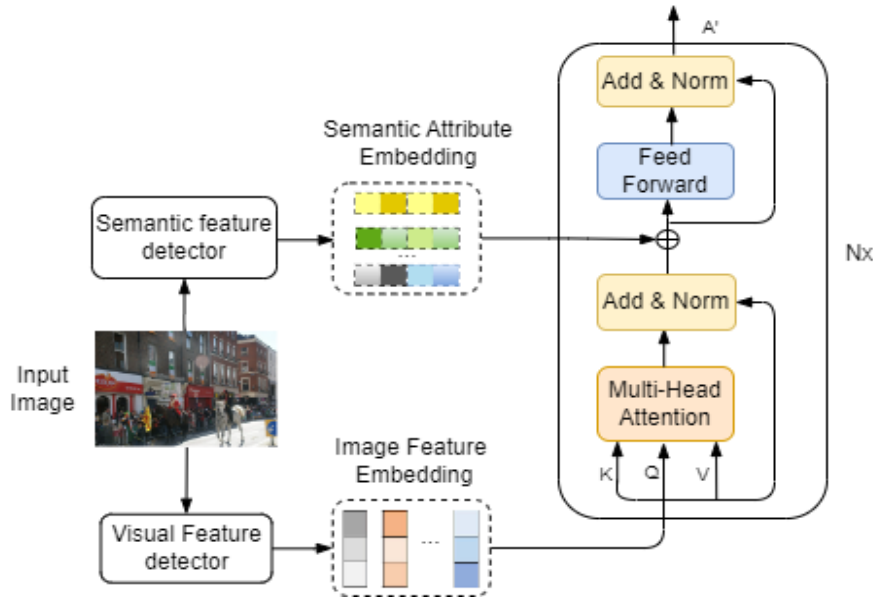 A'
Add & Norm
Semantic Attribute
Embedding
Feed
Forward
Semantic feature
detector
....
Nx
Add & Norm
Input
Image
Multi-Head
Attention
Image Feature
Embedding
K
Q
V
Visual Feature
detector
....